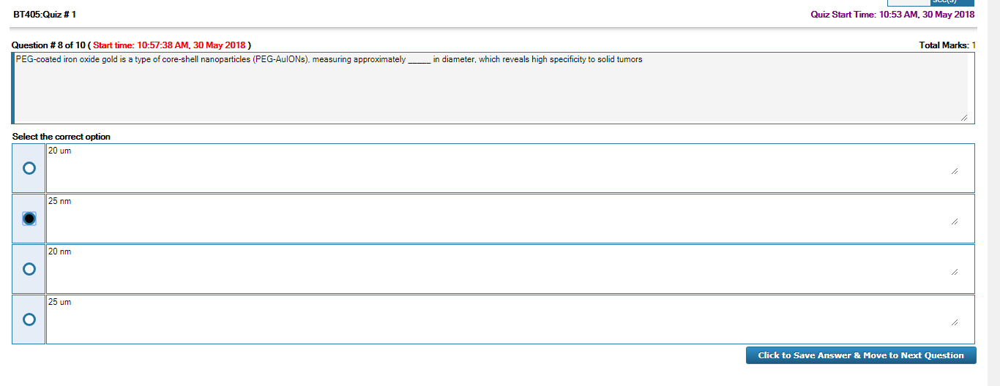 sec(s)
BT405:Quiz # 1
Quiz Start Time: 10:53 AM, 30 May 2018
Question # 8 of 10 ( Start time: 10:57:38 AM, 30 May 2018 )
Total Marks: 1
PEG-coated iron oxide gold is a type of core-shell nanoparticles (PEG-AuIONs), measuring approximately _____ in diameter, which reveals high specificity to solid tumors
Select the correct option
20 um
25 nm
20 nm
25 um
Click to Save Answer & Move to Next Question